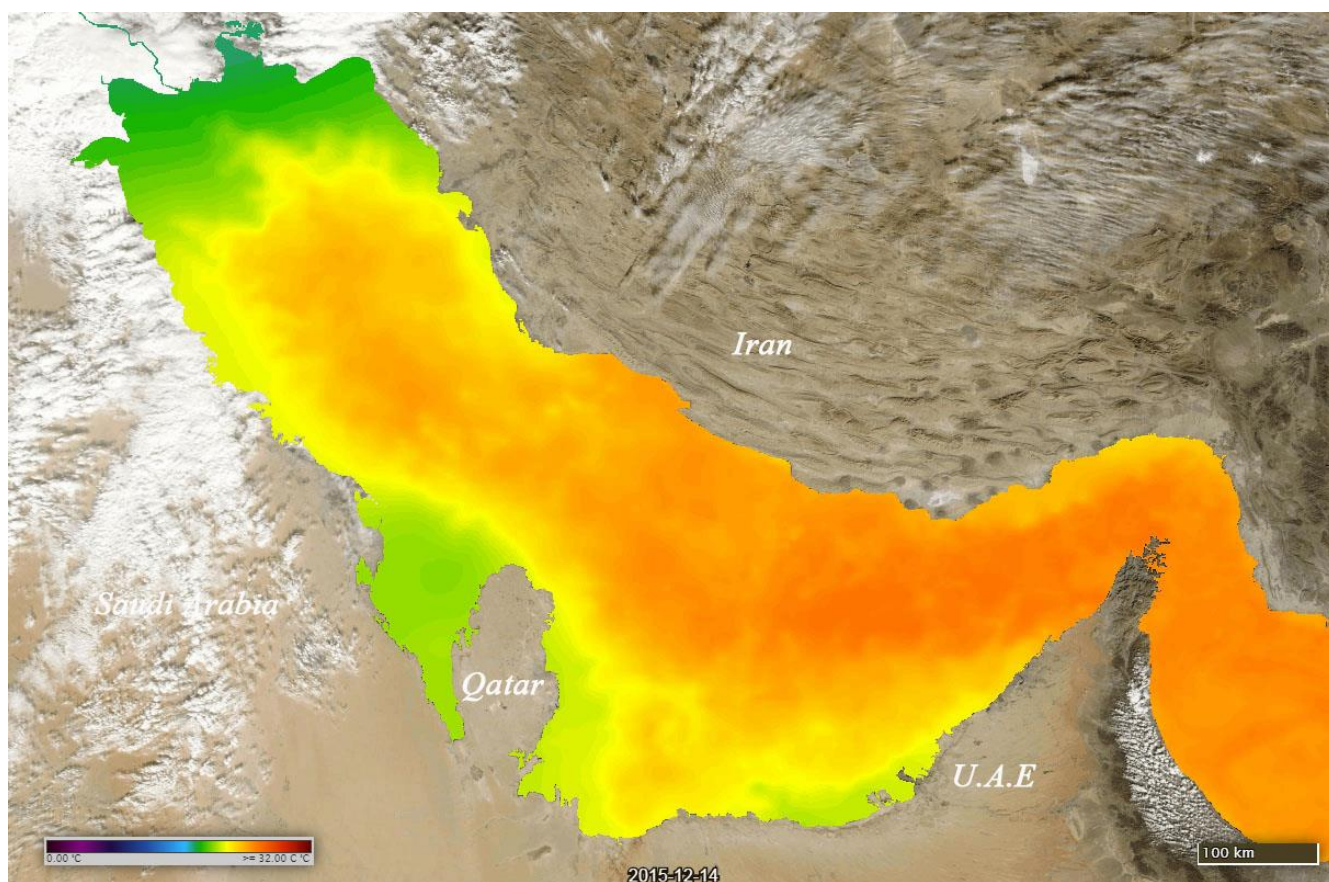 Iran
Saudi Arabia
Qatar
U.A.E
0.00 °C
>= 32.00 C °C
100 km
2015-12-14